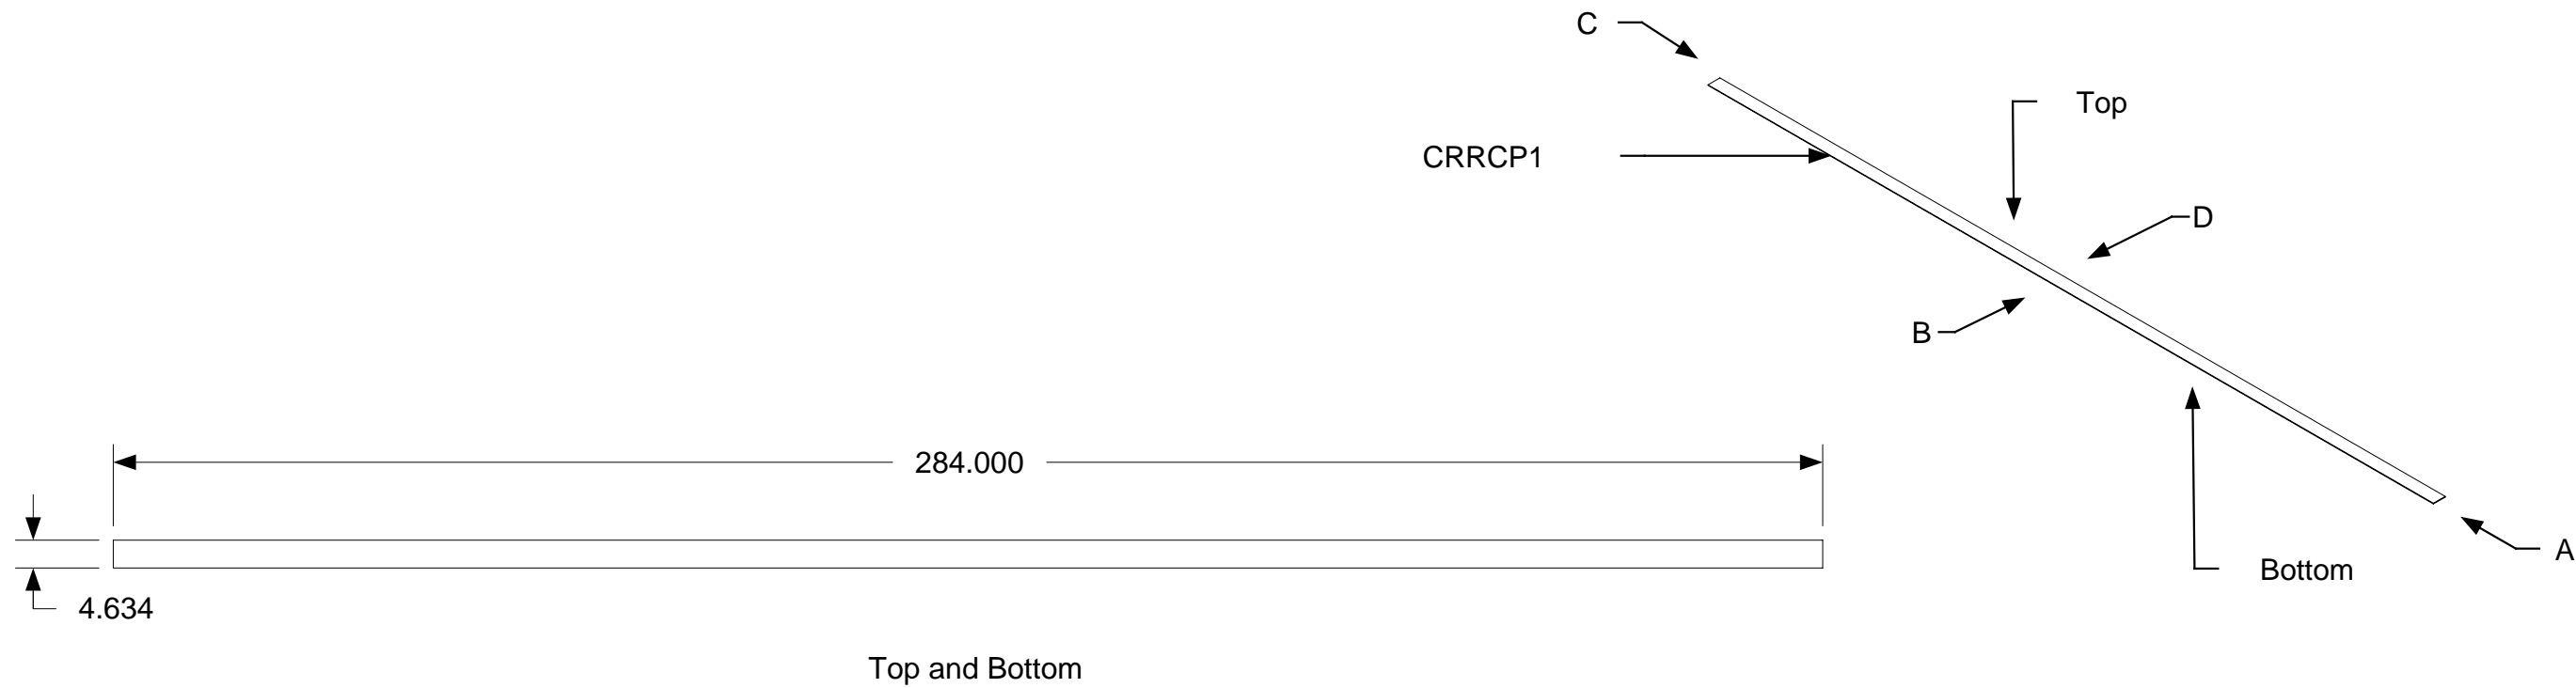 C
Top
CRRCP1
D
B
284.000
A
Bottom
4.634
Top and Bottom